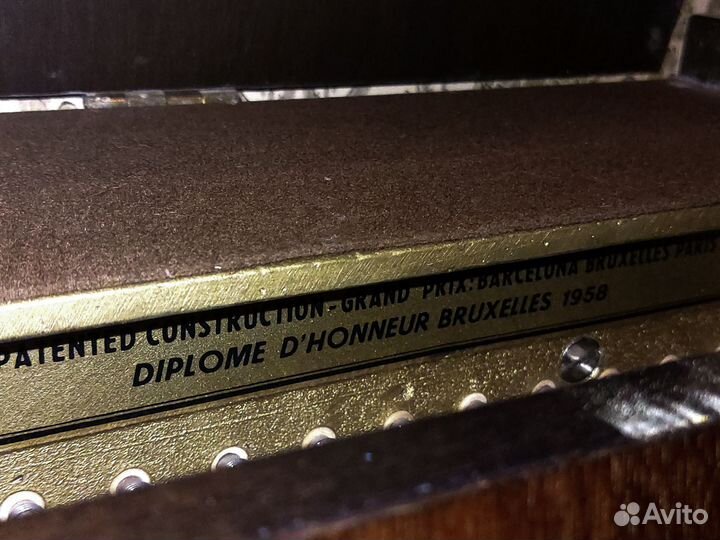 PATENTED CONSTRUCTION - GRAND PRIX: BARCELONA BRUXELLES PARIS
DIPLOME D'HONNEUR BRUXELLES 1958
Avito